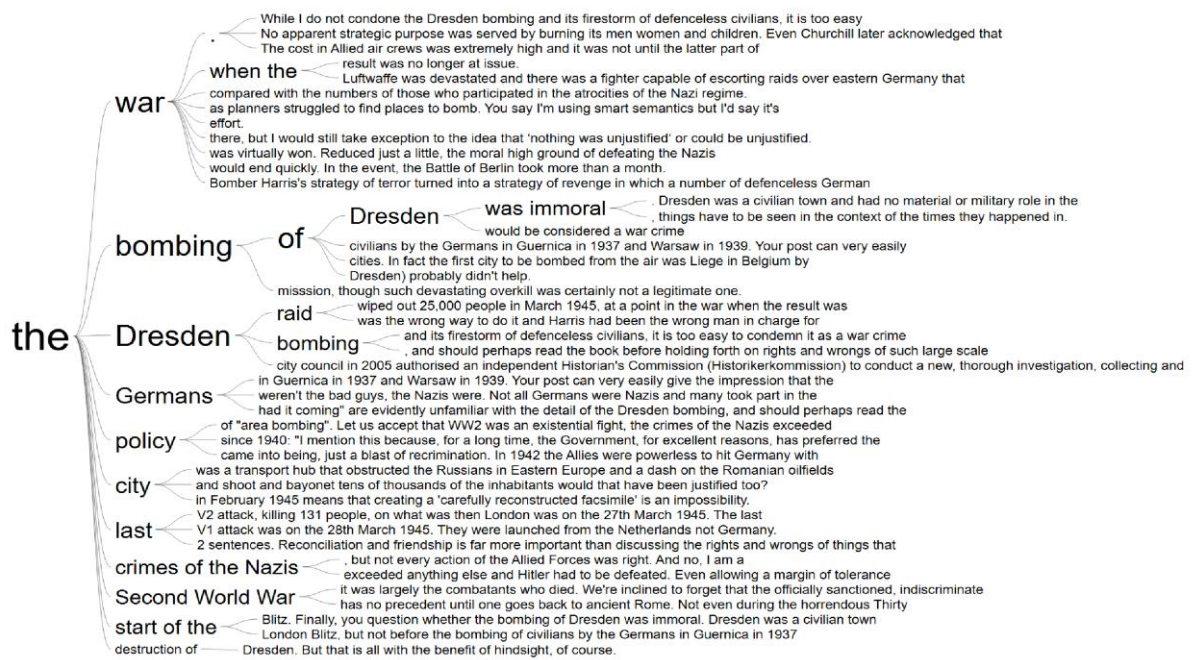 While I do not condone the Dresden bombing and its firestorm of defenceless civilians, it is too easy
.
No apparent strategic purpose was served by burning its men women and children. Even Churchill later acknowledged that
The cost in Allied air crews was extremely high and it was not until the latter part of
when the
result was no longer at issue.
Luftwaffe was devastated and there was a fighter capable of escorting raids over eastern Germany that
war
compared with the numbers of those who participated in the atrocities of the Nazi regime.
as planners struggled to find places to bomb. You say I'm using smart semantics but I'd say it's
effort.
there, but I would still take exception to the idea that 'nothing was unjustified' or could be unjustified.
was virtually won. Reduced just a little, the moral high ground of defeating the Nazis
would end quickly. In the event, the Battle of Berlin took more than a month.
Bomber Harris's strategy of terror turned into a strategy of revenge in which a number of defenceless German
bombing
of
Dresden
was immoral
. Dresden was a civilian town and had no material or military role in the
, things have to be seen in the context of the times they happened in.
would be considered a war crime
civilians by the Germans in Guernica in 1937 and Warsaw in 1939. Your post can very easily
cities. In fact the first city to be bombed from the air was Liege in Belgium by
Dresden) probably didn't help.
misssion, though such devastating overkill was certainly not a legitimate one.
the
Dresden
raid
wiped out 25,000 people in March 1945, at a point in the war when the result was
was the wrong way to do it and Harris had been the wrong man in charge for
bombing
and its firestorm of defenceless civilians, it is too easy to condemn it as a war crime
, and should perhaps read the book before holding forth on rights and wrongs of such large scale
city council in 2005 authorised an independent Historian's Commission (Historikerkommission) to conduct a new, thorough investigation, collecting and
Germans
in Guernica in 1937 and Warsaw in 1939. Your post can very easily give the impression that the
weren't the bad guys, the Nazis were. Not all Germans were Nazis and many took part in the
had it coming" are evidently unfamiliar with the detail of the Dresden bombing, and should perhaps read the
policy
of "area bombing". Let us accept that WW2 was an existential fight, the crimes of the Nazis exceeded
since 1940: "I mention this because, for a long time, the Government, for excellent reasons, has preferred the
came into being, just a blast of recrimination. In 1942 the Allies were powerless to hit Germany with
city
was a transport hub that obstructed the Russians in Eastern Europe and a dash on the Romanian oilfields
and shoot and bayonet tens of thousands of the inhabitants would that have been justified too?
in February 1945 means that creating a 'carefully reconstructed facsimile' is an impossibility.
last
V2 attack, killing 131 people, on what was then London was on the 27th March 1945. The last
V1 attack was on the 28th March 1945. They were launched from the Netherlands not Germany.
2 sentences. Reconciliation and friendship is far more important than discussing the rights and wrongs of things that
crimes of the Nazis
, but not every action of the Allied Forces was right. And no, I am a
exceeded anything else and Hitler had to be defeated. Even allowing a margin of tolerance
Second World War
it was largely the combatants who died. We're inclined to forget that the officially sanctioned, indiscriminate
has no precedent until one goes back to ancient Rome. Not even during the horrendous Thirty
start of the
Blitz. Finally, you question whether the bombing of Dresden was immoral. Dresden was a civilian town
London Blitz, but not before the bombing of civilians by the Germans in Guernica in 1937
destruction of
Dresden. But that is all with the benefit of hindsight, of course.